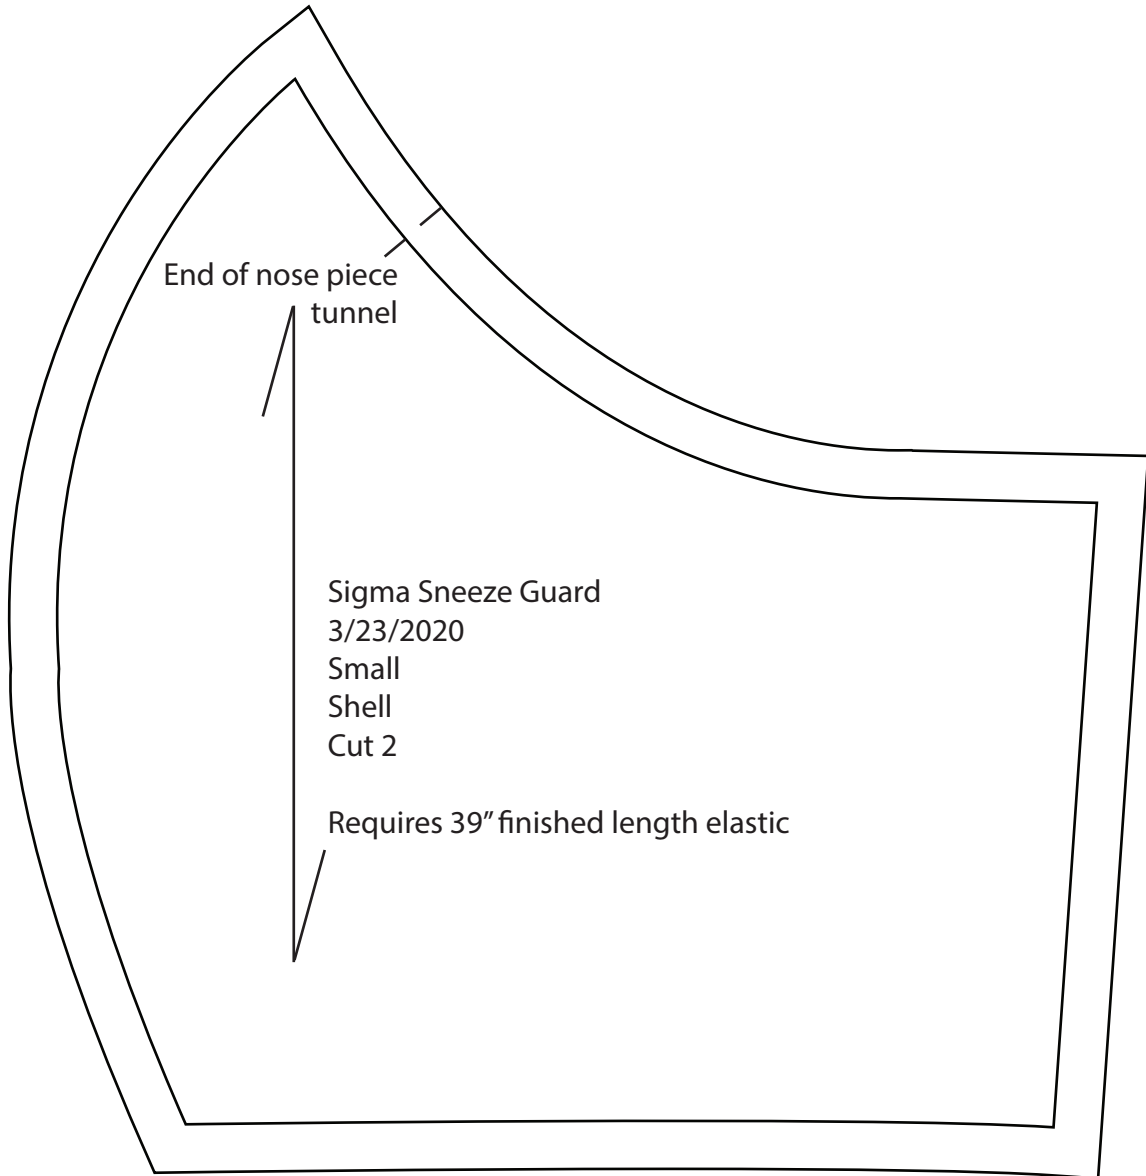 End of nose piece
tunnel
Sigma Sneeze Guard
3/23/2020
Small
Shell
Cut 2
Requires 39” finished length elastic